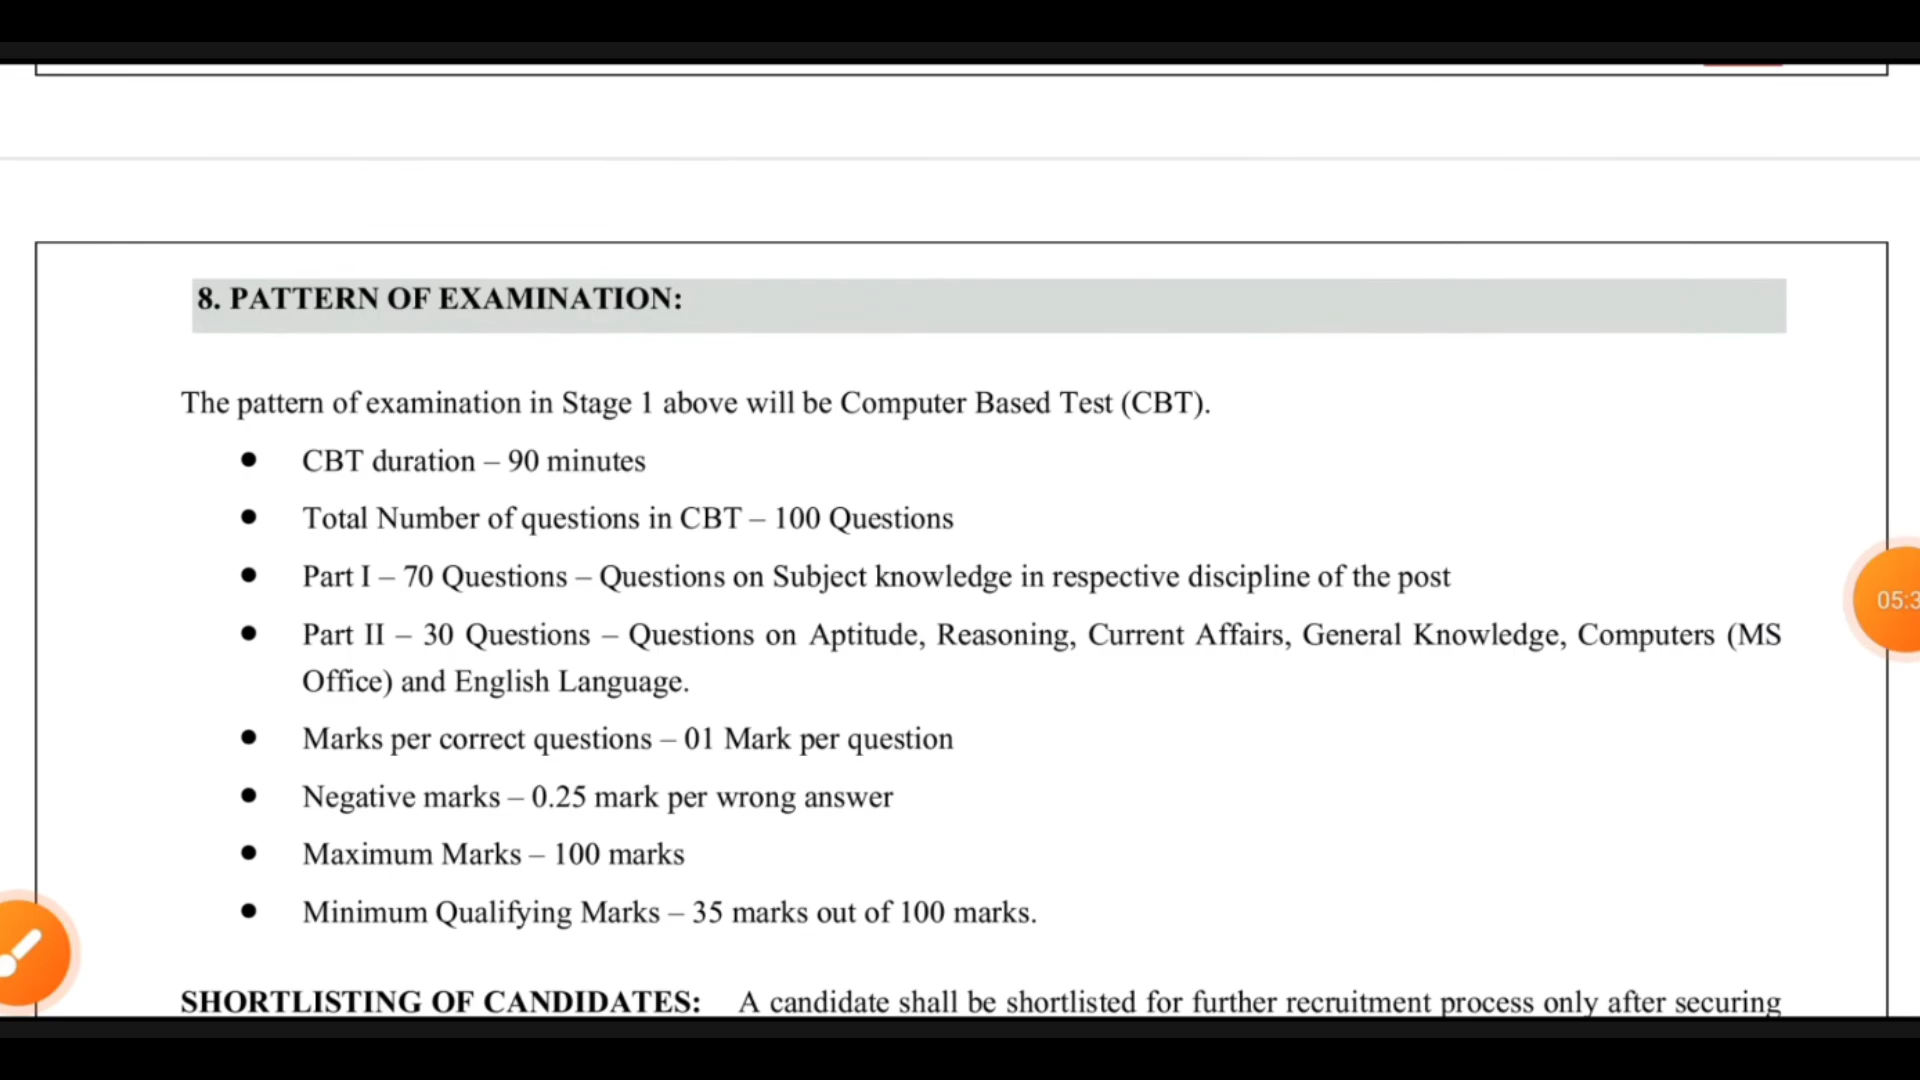 8. PATTERN OF EXAMINATION:
The pattern of examination in Stage 1 above will be Computer Based Test (CBT).
● CBT duration – 90 minutes
● Total Number of questions in CBT – 100 Questions
● Part I – 70 Questions – Questions on Subject knowledge in respective discipline of the post
● Part II – 30 Questions – Questions on Aptitude, Reasoning, Current Affairs, General Knowledge, Computers (MS
Office) and English Language.
● Marks per correct questions – 01 Mark per question
● Negative marks – 0.25 mark per wrong answer
● Maximum Marks – 100 marks
● Minimum Qualifying Marks – 35 marks out of 100 marks.
SHORTLISTING OF CANDIDATES: A candidate shall be shortlisted for further recruitment process only after securing
05:3